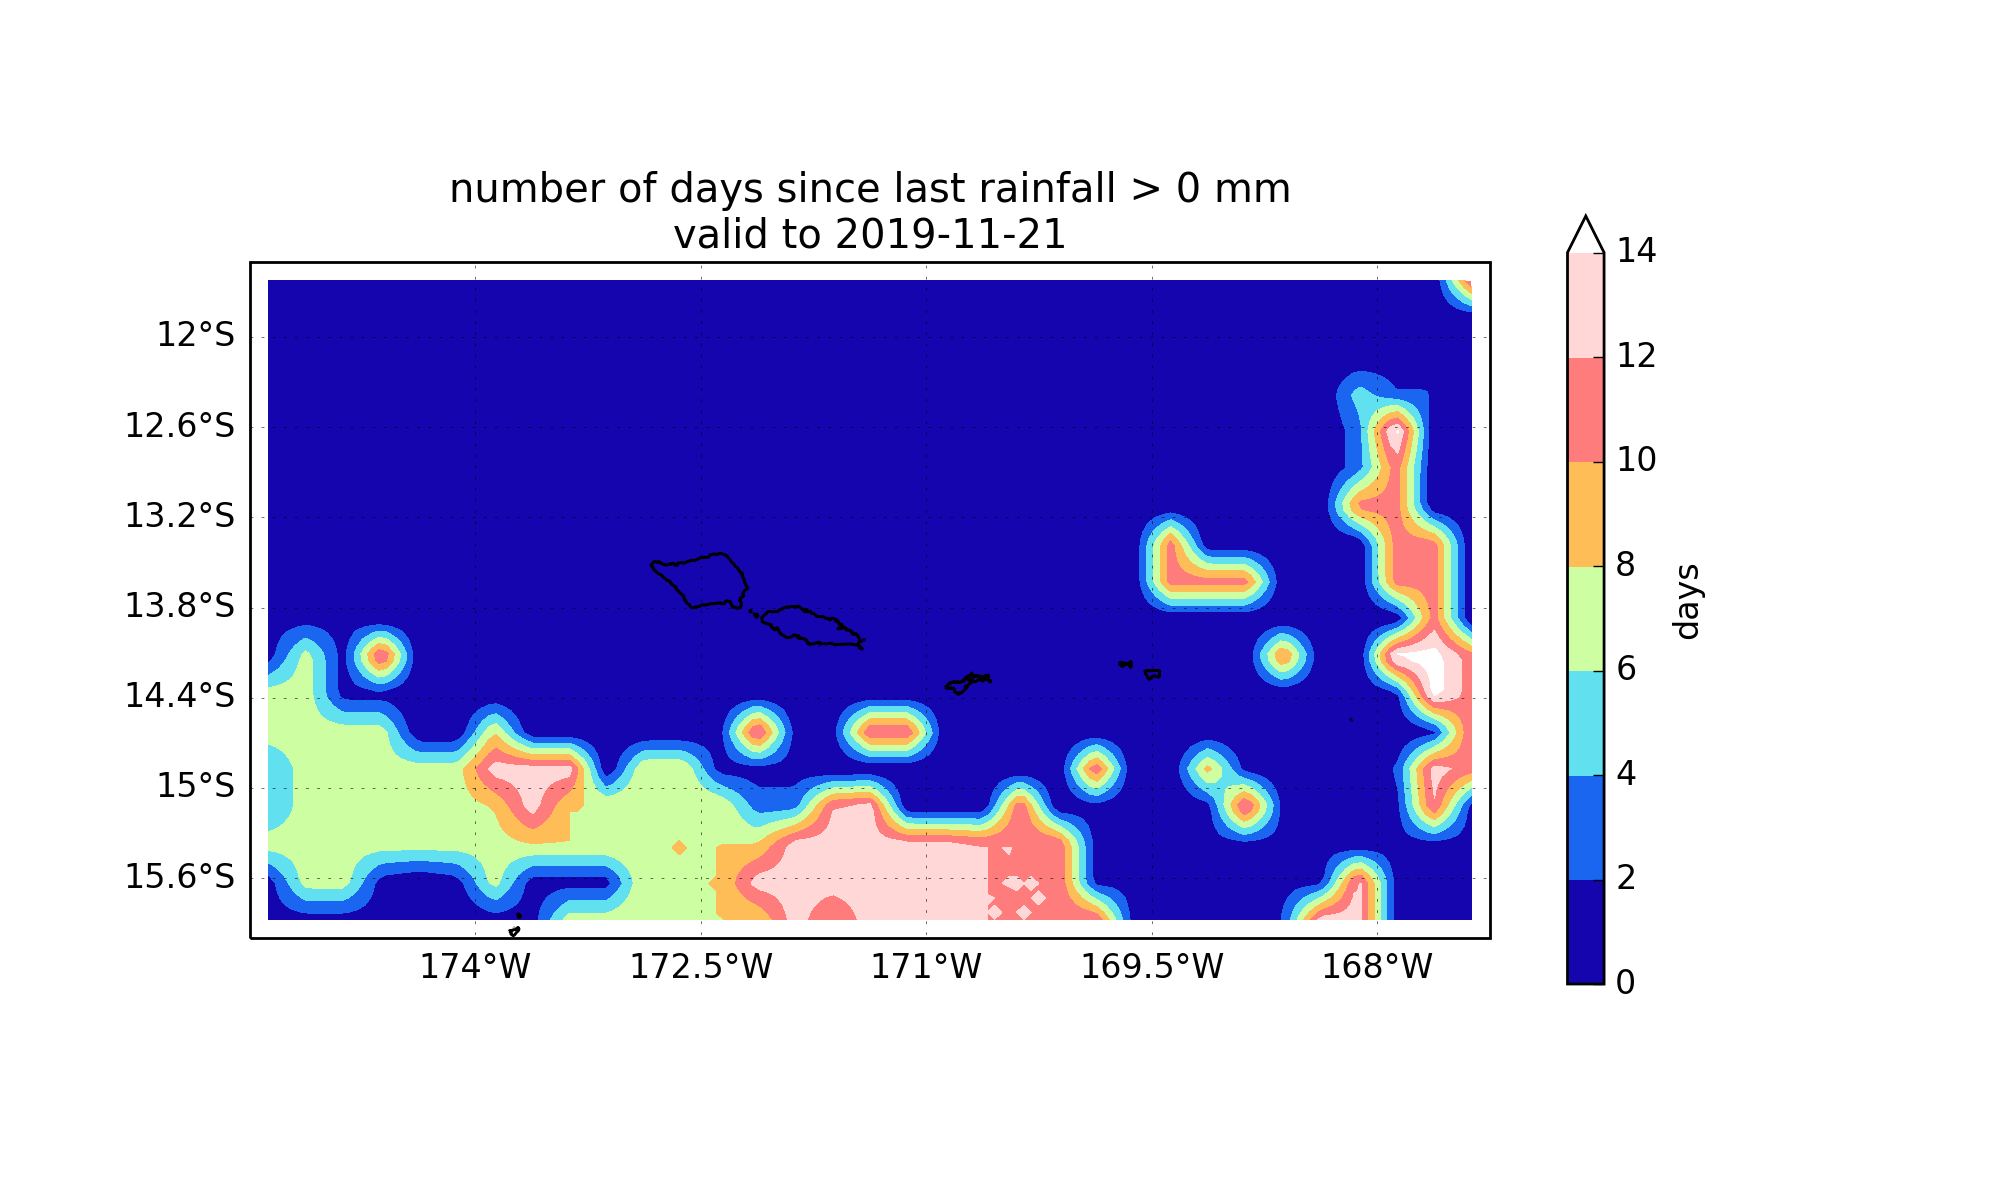 number of days since last rainfall > 0 mm
valid to 2019-11-21
12°S
12.6°S
13.2°S
13.8°S
14.4°S
15°S
15.6°S
174°W
172.5°W
171°W
169.5°W
168°W
14
12
10
8
6
4
2
0
days